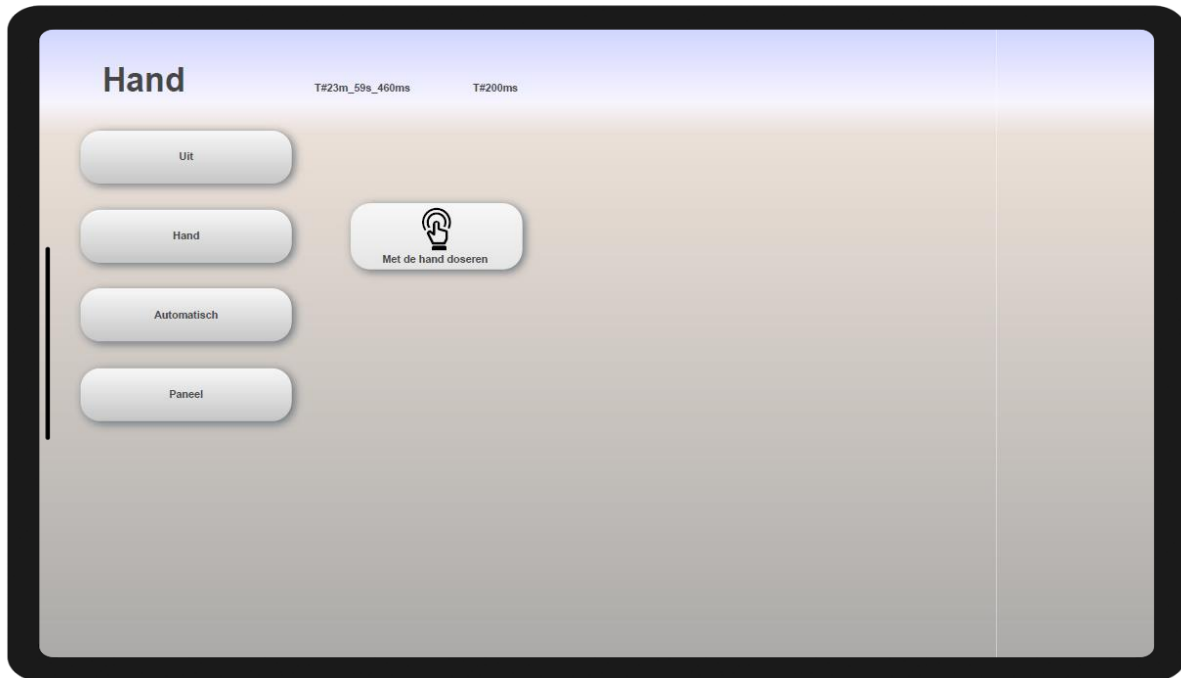 Hand
T#23m_59s_460ms T#200ms
Uit
Hand
Met de hand doseren
Automatisch
Paneel